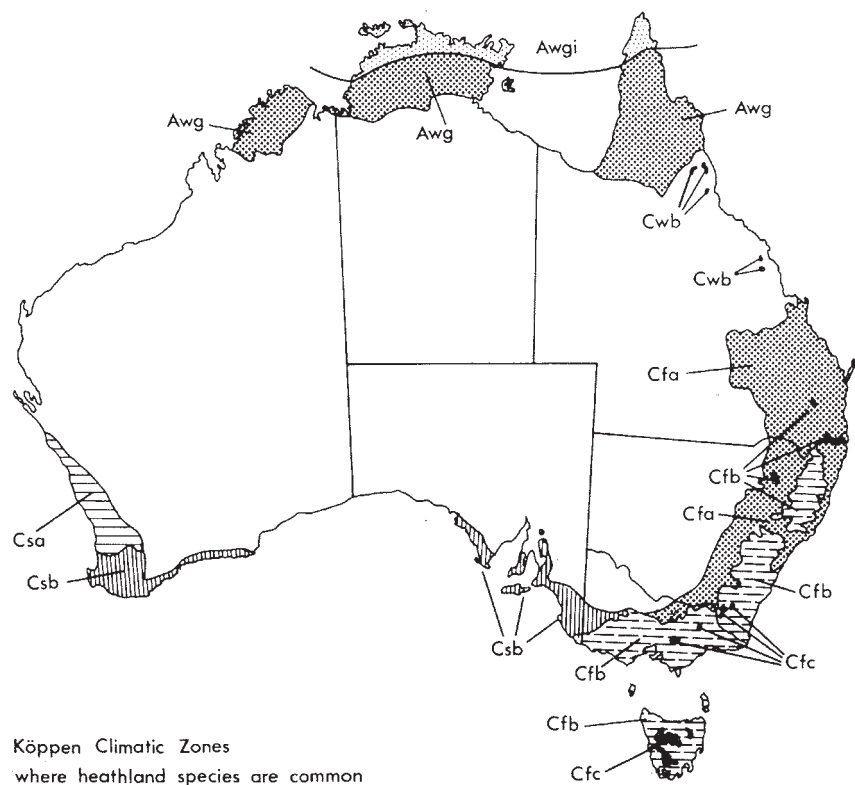 Awgi
Awg
Awg
Awg
Cwb
Cwb
Cfa
Cfb
Cfa
Csa
Csb
Cfb
Csb
Cfb
Cfc
Cfb
Cfc
Köppen Climatic Zones
where heathland species are common